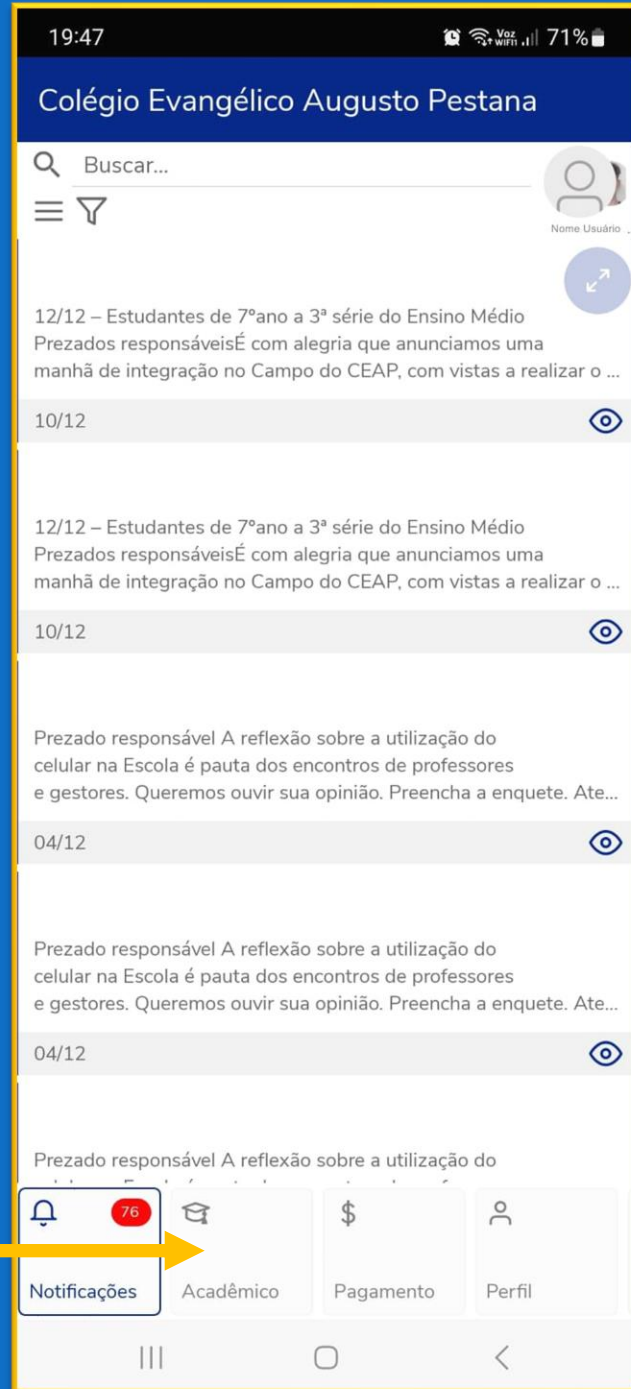 19:47
Voz WiFi1 71%
Colégio Evangélico Augusto Pestana
Buscar...
Nome Usuário
12/12 – Estudantes de 7ºano a 3ª série do Ensino Médio
Prezados responsáveisÉ com alegria que anunciamos uma
manhã de integração no Campo do CEAP, com vistas a realizar o ...
10/12
12/12 – Estudantes de 7ºano a 3ª série do Ensino Médio
Prezados responsáveisÉ com alegria que anunciamos uma
manhã de integração no Campo do CEAP, com vistas a realizar o ...
10/12
Prezado responsável A reflexão sobre a utilização do
celular na Escola é pauta dos encontros de professores
e gestores. Queremos ouvir sua opinião. Preencha a enquete. Ate...
04/12
Prezado responsável A reflexão sobre a utilização do
celular na Escola é pauta dos encontros de professores
e gestores. Queremos ouvir sua opinião. Preencha a enquete. Ate...
04/12
Prezado responsável A reflexão sobre a utilização do
76
$
Notificações Acadêmico Pagamento Perfil